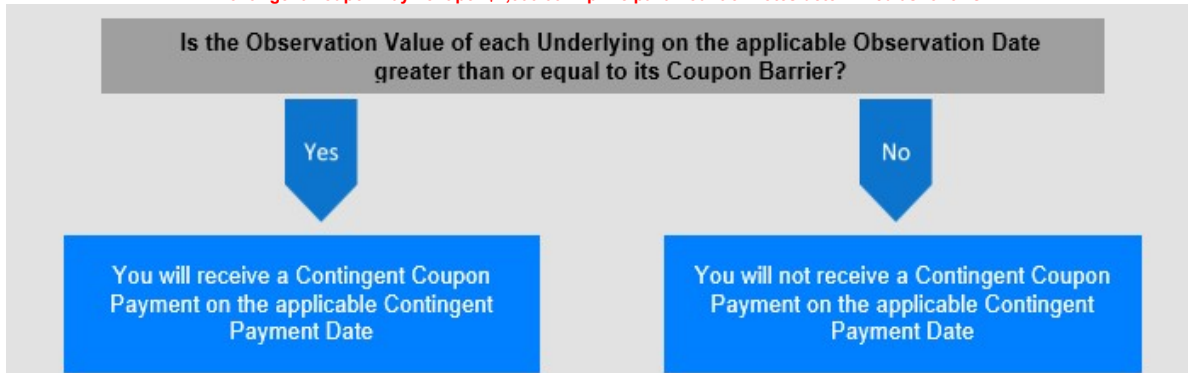 Is the Observation Value of each Underlying on the applicable Observation Date
greater than or equal to its Coupon Barrier?
Yes
No
You will receive a Contingent Coupon
Payment on the applicable Contingent
Payment Date
You will not receive a Contingent Coupon
Payment on the applicable Contingent
Payment Date